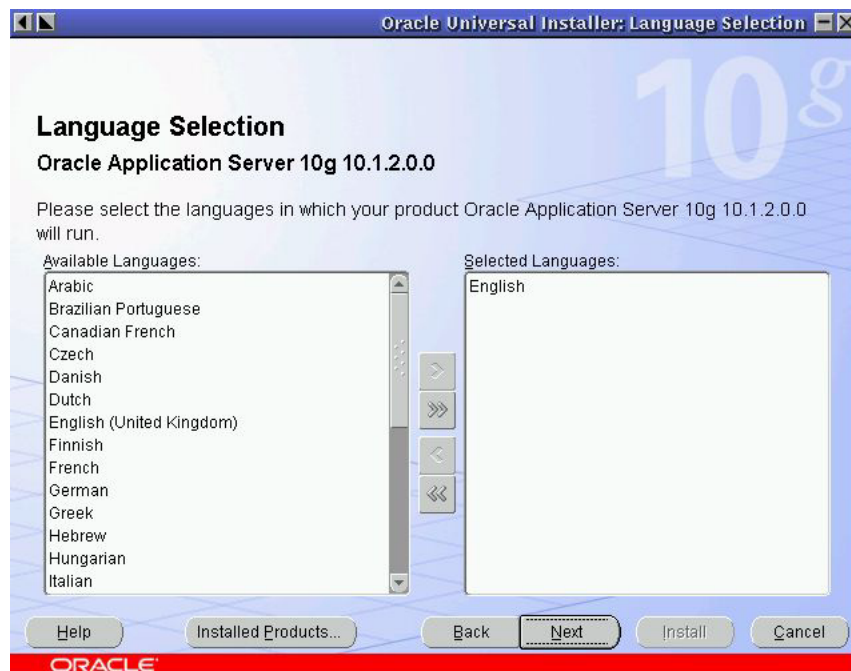 Oracle Universal Installer: Language Selection
10g
Language Selection
Oracle Application Server 10g 10.1.2.0.0
Please select the languages in which your product Oracle Application Server 10g 10.1.2.0.0
will run.
Available Languages:
Arabic
Brazilian Portuguese
Canadian French
Czech
Danish
Dutch
English (United Kingdom)
Finnish
French
German
Greek
Hebrew
Hungarian
Italian
Selected Languages:
English
Help Installed Products... Back Next Install Cancel
ORACLE